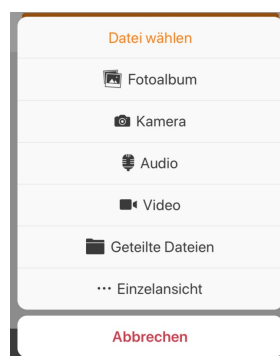 Datei wählen
Fotoalbum
Kamera
Audio
Video
Geteilte Dateien
Einzelansicht
Abbrechen